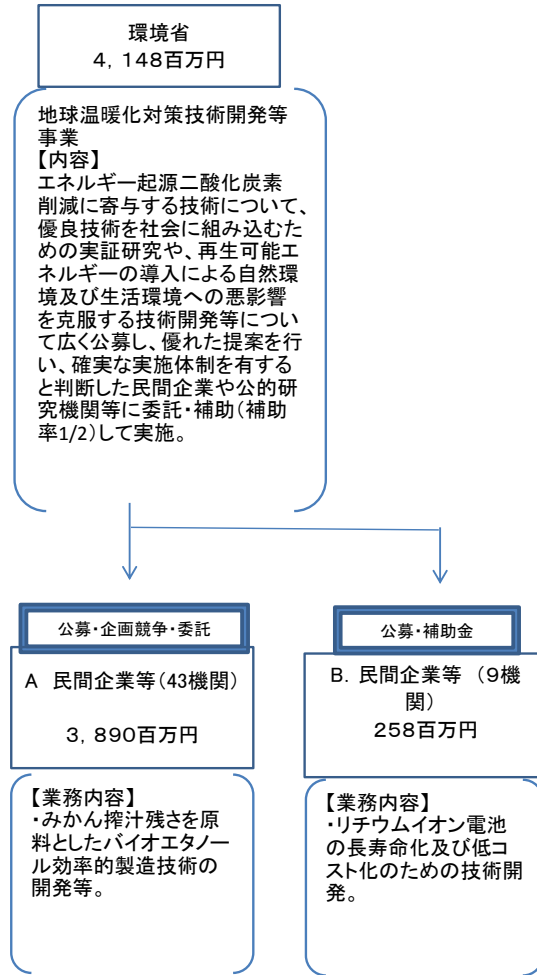 環境省
4，148百万円
地球温暖化対策技術開発等
事業
【内容】
エネルギー起源二酸化炭素
削減に寄与する技術について、
優良技術を社会に組み込むた
めの実証研究や、再生可能エ
ネルギーの導入による自然環
境及び生活環境への悪影響
を克服する技術開発等につい
て広く公募し、優れた提案を行
い、確実な実施体制を有する
と判断した民間企業や公的研
究機関等に委託・補助（補助
率1/2）して実施。
公募・企画競争・委託
A　民間企業等（43機関）
3，890百万円
【業務内容】
・みかん搾汁残さを原
料としたバイオエタノー
ル効率的製造技術の
開発等。
公募・補助金
B．民間企業等　（9機
関）
258百万円
【業務内容】
・リチウムイオン電池
の長寿命化及び低コ
スト化のための技術開
発。